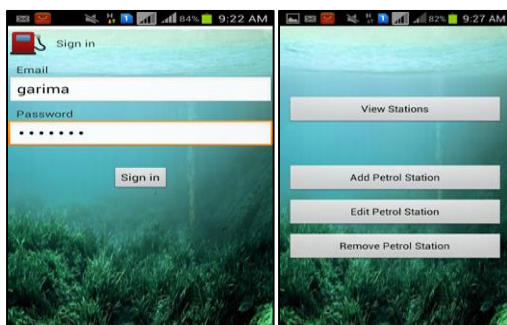 84% 9:22 AM
Sign in
Email
garima
Password
Sign in
82% 9:27 AM
View Stations
Add Petrol Station
Edit Petrol Station
Remove Petrol Station